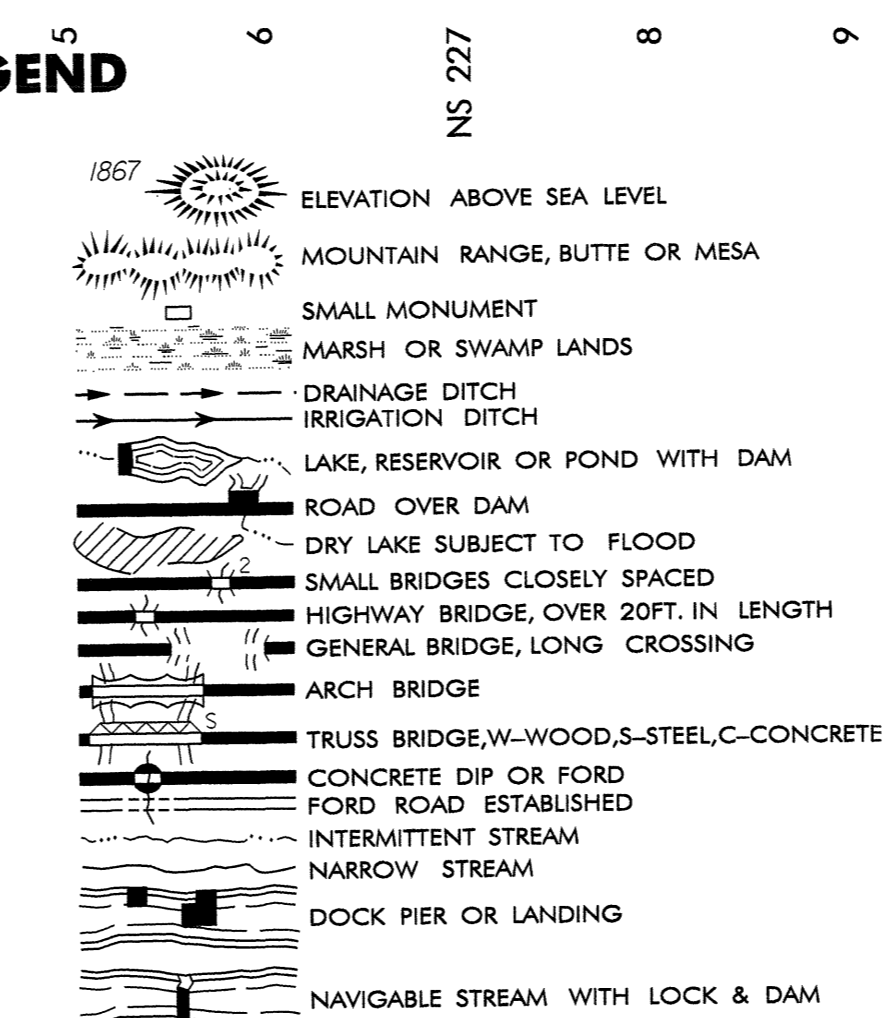 5 6 NS 227 8 9
GEND
1867
ELEVATION ABOVE SEA LEVEL
MOUNTAIN RANGE, BUTTE OR MESA
SMALL MONUMENT
MARSH OR SWAMP LANDS
DRAINAGE DITCH
IRRIGATION DITCH
LAKE, RESERVOIR OR POND WITH DAM
ROAD OVER DAM
DRY LAKE SUBJECT TO FLOOD
2
SMALL BRIDGES CLOSELY SPACED
HIGHWAY BRIDGE, OVER 20FT. IN LENGTH
GENERAL BRIDGE, LONG CROSSING
ARCH BRIDGE
S
TRUSS BRIDGE,W–WOOD,S–STEEL,C–CONCRETE
CONCRETE DIP OR FORD
FORD ROAD ESTABLISHED
INTERMITTENT STREAM
NARROW STREAM
DOCK PIER OR LANDING
NAVIGABLE STREAM WITH LOCK & DAM